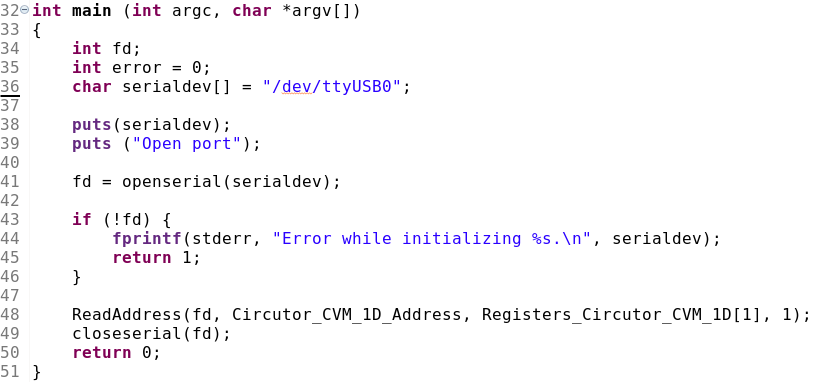 32 int main (int argc, char *argv[])
33 {
34     int fd;
35     int error = 0;
36     char serialdev[] = "/dev/ttyUSB0";
37
38     puts(serialdev);
39     puts ("Open port");
40
41     fd = openserial(serialdev);
42
43     if (!fd) {
44         fprintf(stderr, "Error while initializing %s.\n", serialdev);
45         return 1;
46     }
47
48     ReadAddress(fd, Circutor_CVM_1D_Address, Registers_Circutor_CVM_1D[1], 1);
49     closeserial(fd);
50     return 0;
51 }